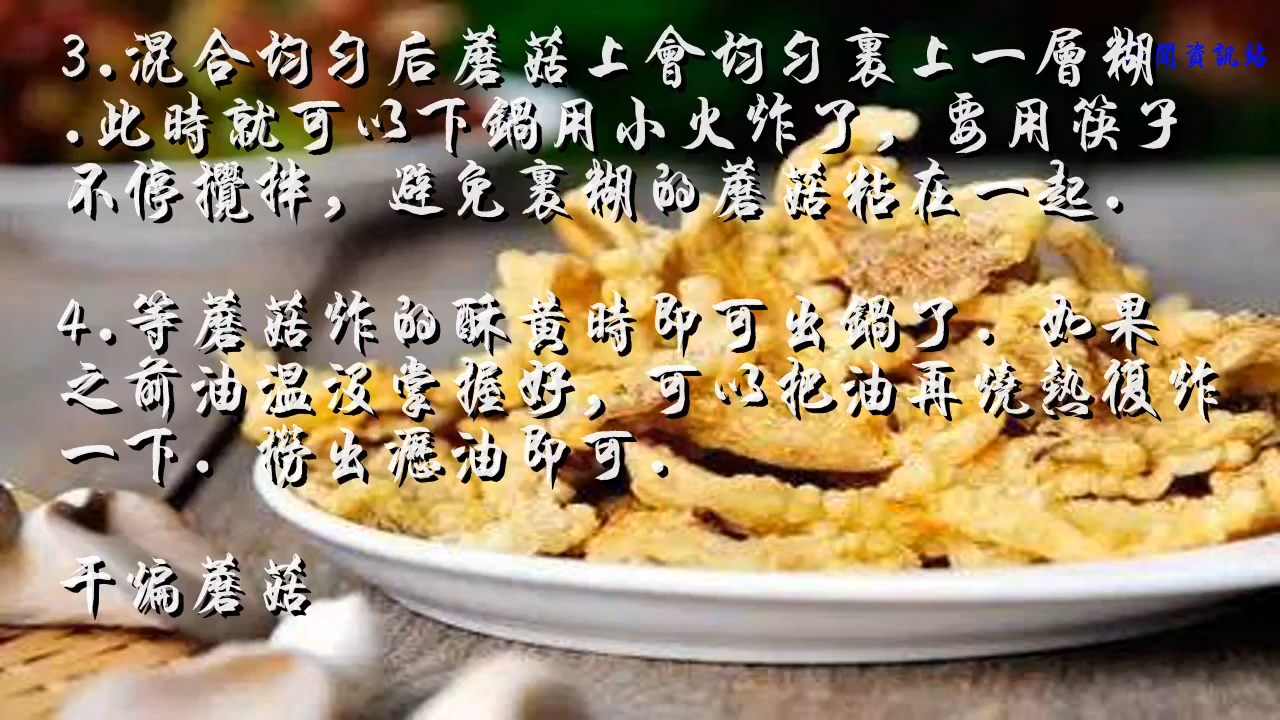 3.混合均匀后蘑菇上會均匀裹上一層糊
.此時就可以下鍋用小火炸了，要用筷子
不停攪拌，避免裹糊的蘑菇粘在一起.
4.等蘑菇炸的酥黄時即可出鍋了. 如果
之前油温没掌握好，可以把油再燒熱復炸
一下. 撈出瀝油即可.
干煸蘑菇
聞資訊站